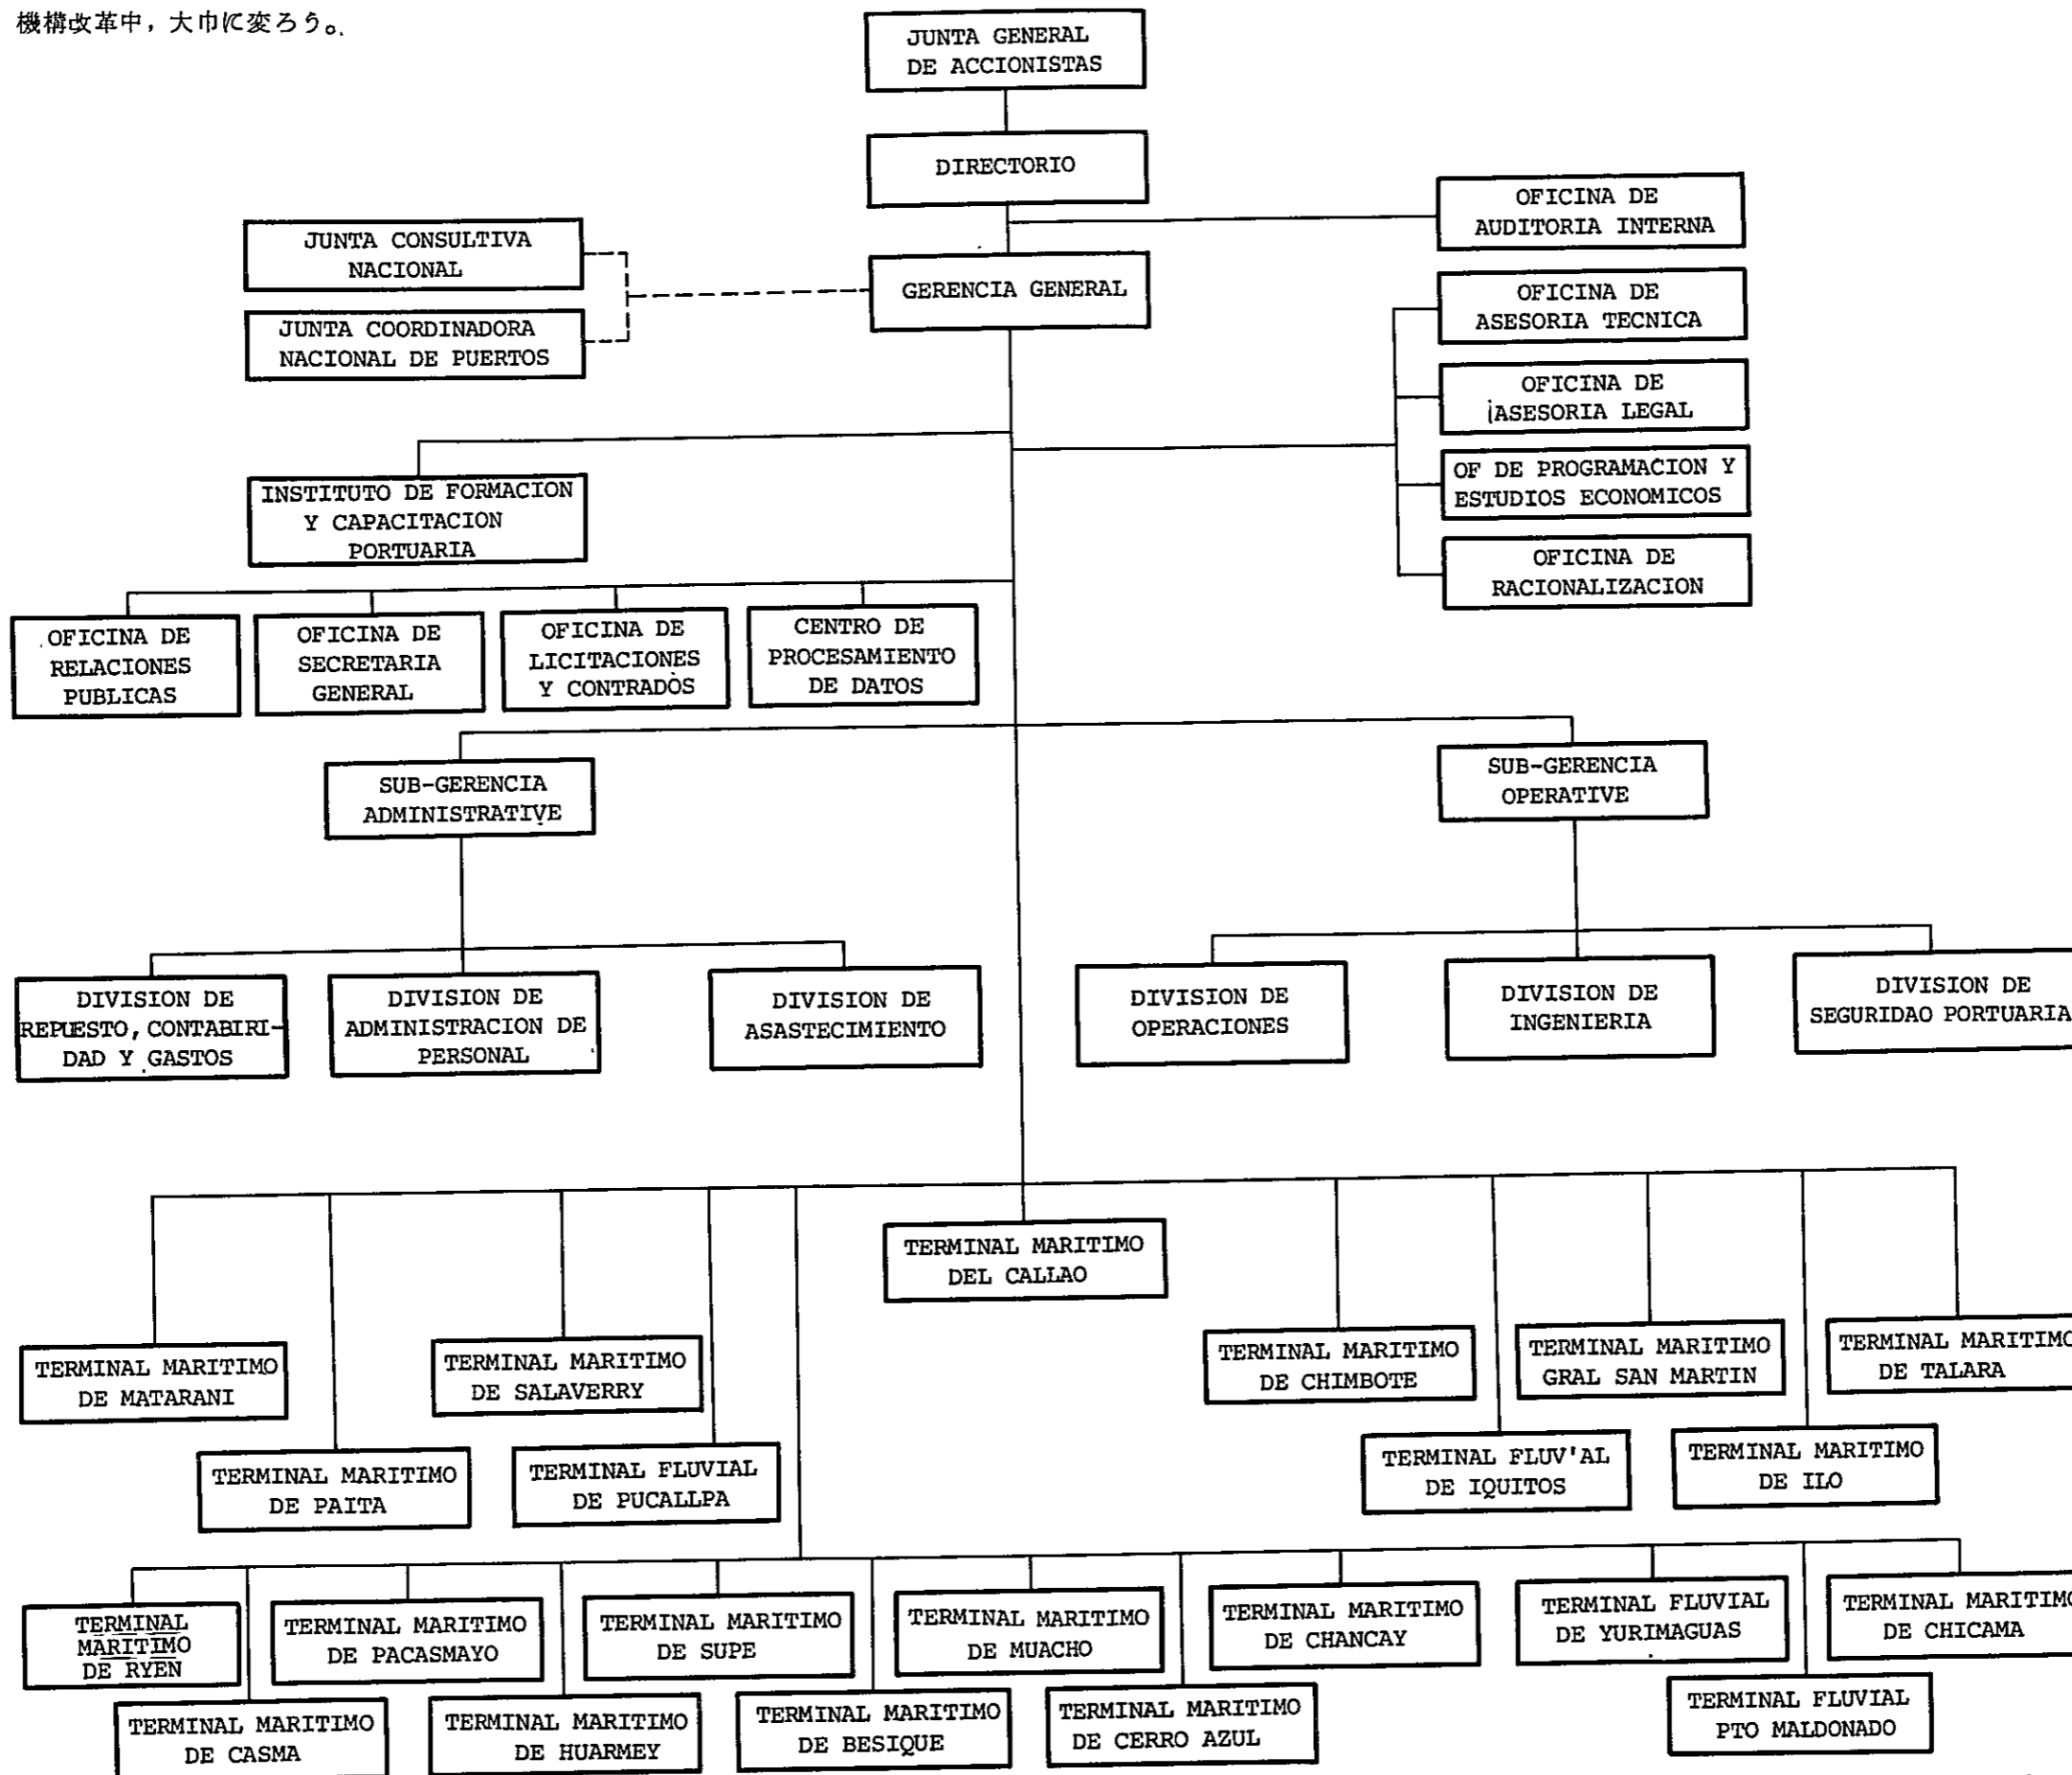 機構改革中，大巾に変ろう。
JUNTA GENERAL
DE ACCIONISTAS
DIRECTORIO
OFICINA DE
AUDITORIA INTERNA
JUNTA CONSULTIVA
NACIONAL
GERENCIA GENERAL
OFICINA DE
ASESORIA TECNICA
JUNTA COORDINADORA
NACIONAL DE PUERTOS
OFICINA DE
ASESORIA LEGAL
OF DE PROGRAMACION Y
ESTUDIOS ECONOMICOS
INSTITUTO DE FORMACION
Y CAPACITACION
PORTUARIA
OFICINA DE
RACIONALIZACION
OFICINA DE
RELACIONES
PUBLICAS
OFICINA DE
SECRETARIA
GENERAL
OFICINA DE
LICITACIONES
Y CONTRADOS
CENTRO DE
PROCESAMIENTO
DE DATOS
SUB-GERENCIA
ADMINISTRATIVE
SUB-GERENCIA
OPERATIVE
DIVISION DE
REPUESTO, CONTABIRI-
DAD Y GASTOS
DIVISION DE
ADMINISTRACION DE
PERSONAL
DIVISION DE
ASASTECIMIENTO
DIVISION DE
OPERACIONES
DIVISION DE
INGENIERIA
DIVISION DE
SEGURIDAO PORTUARIA
TERMINAL MARITIMO
DEL CALLAO
TERMINAL MARITIMO
DE MATARANI
TERMINAL MARITIMO
DE SALAVERRY
TERMINAL MARITIMO
DE CHIMBOTE
TERMINAL MARITIMO
GRAL SAN MARTIN
TERMINAL MARITIMO
DE TALARA
TERMINAL MARITIMO
DE PAITA
TERMINAL FLUVIAL
DE PUCALLPA
TERMINAL FLUV'AL
DE IQUITOS
TERMINAL MARITIMO
DE ILO
TERMINAL
MARITIMO
DE RYEN
TERMINAL MARITIMO
DE PACASMAYO
TERMINAL MARITIMO
DE SUPE
TERMINAL MARITIMO
DE MUACHO
TERMINAL MARITIMO
DE CHANCAY
TERMINAL FLUVIAL
DE YURIMAGUAS
TERMINAL MARITIMO
DE CHICAMA
TERMINAL MARITIMO
DE CASMA
TERMINAL MARITIMO
DE HUARMEY
TERMINAL MARITIMO
DE BESIQUE
TERMINAL MARITIMO
DE CERRO AZUL
TERMINAL FLUVIAL
PTO MALDONADO